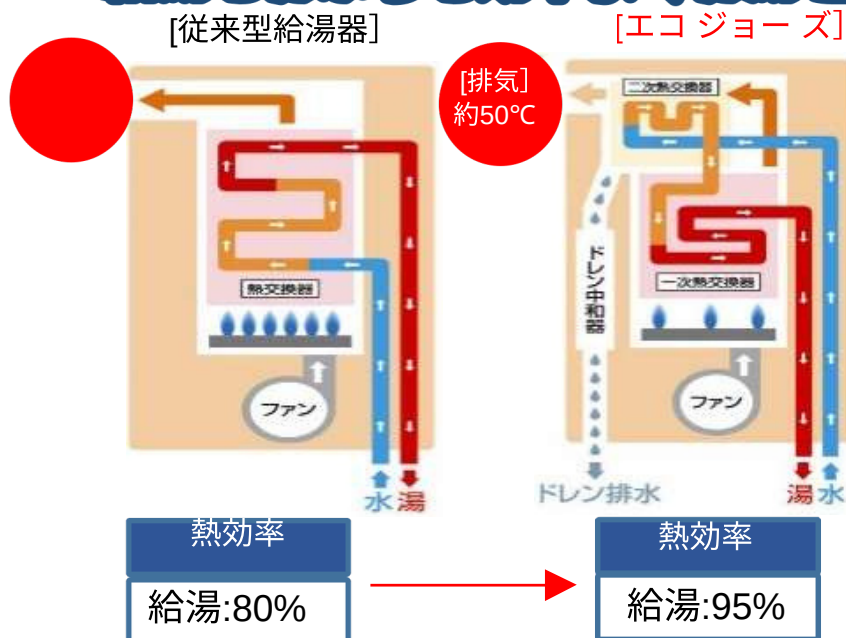 [従来型給湯器］
[エコ ジョー ズ］
[排気］
約50℃
二次熱交換器
熱交換器
ファン
水 湯
ドレン中和器
一次熱交換器
ファン
ドレン排水
湯 水
熱効率
給湯:80%
熱効率
給湯:95%